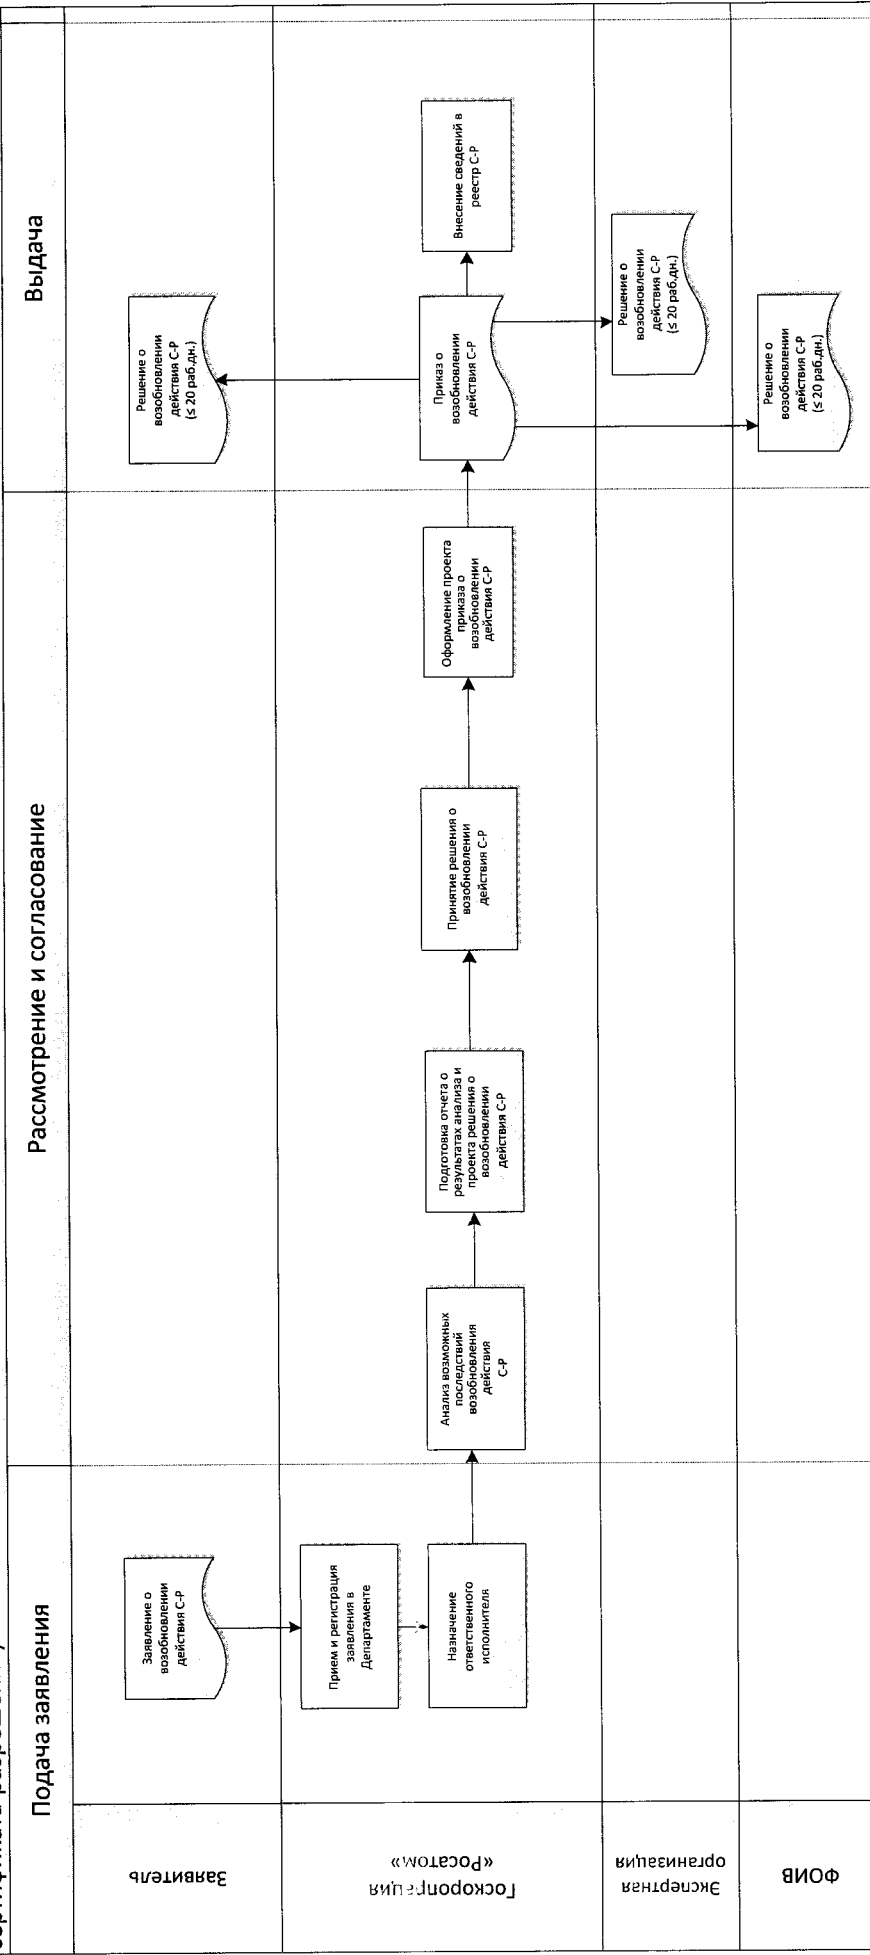 Подача заявления
Рассмотрение и согласование
Выдача
Заявитель
Заявление о
возобновлении
действия С-Р
Решение о
возобновлении
действия С-Р
(≤ 20 раб.дн.)
Госкоропрация
«Росатом»
Прием и регистрация
заявления в
Департаменте
Назначение
ответственного
исполнителя
Анализ возможных
последствий
возобновления
действия
С-Р
Подготовка отчета о
результатах анализа и
проекта решения о
возобновлении
действия С-Р
Принятие решения о
возобновлении
действия С-Р
Оформление проекта
приказа о
возобновлении
действия С-Р
Приказ о
возобновлении
действия С-Р
Внесение сведений в
реестр С-Р
Экспертная
организация
Решение о
возобновлении
действия С-Р
(≤ 20 раб.дн.)
ФОИВ
Решение о
возобновлении
действия С-Р
(≤ 20 раб.дн.)